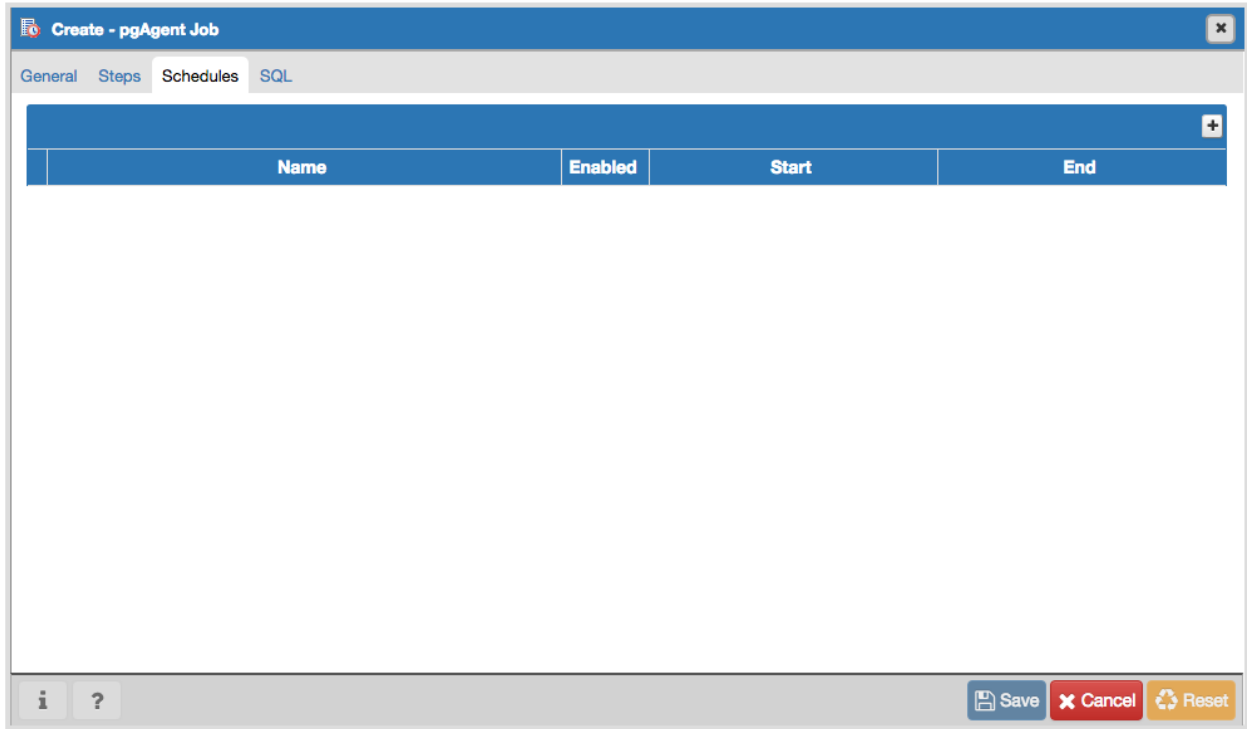 Create - pgAgent Job
General Steps Schedules SQL
Name Enabled Start End
i ? Save Cancel Reset